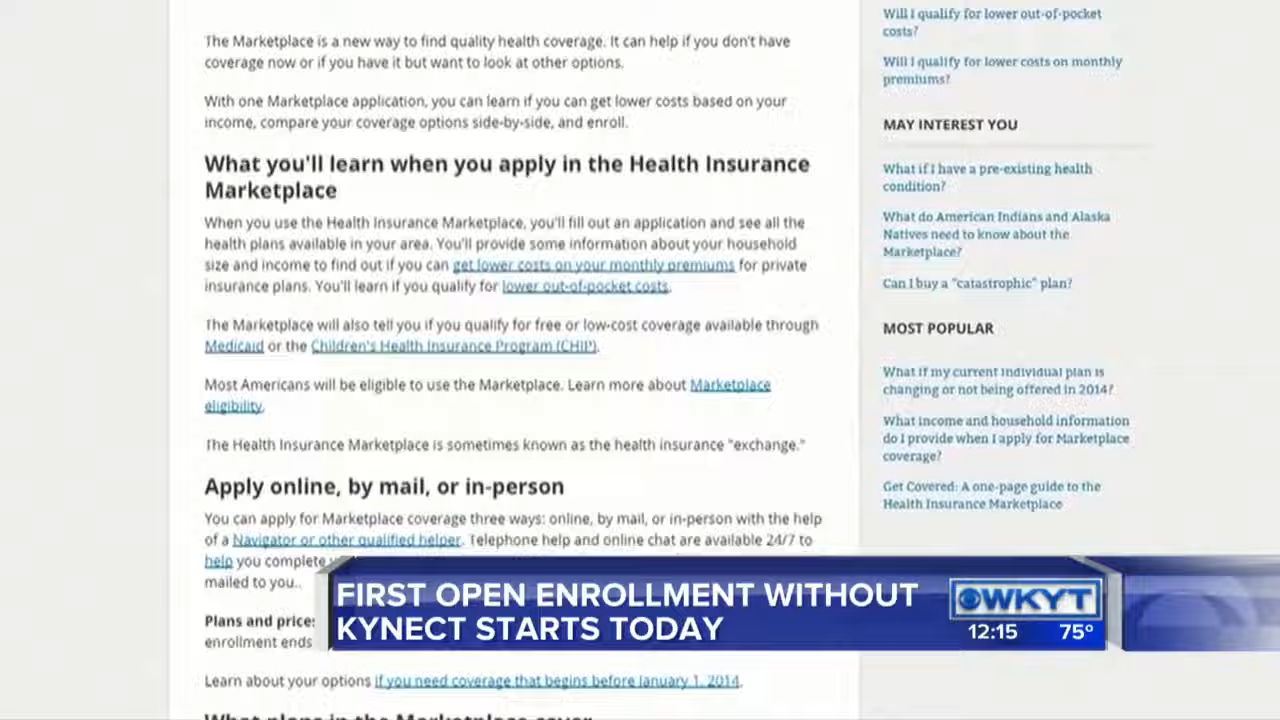 The Marketplace is a new way to find quality health coverage. It can help if you don't have
coverage now or if you have it but want to look at other options.
With one Marketplace application, you can learn if you can get lower costs based on your
income, compare your coverage options side-by-side, and enroll.
What you'll learn when you apply in the Health Insurance
Marketplace
When you use the Health Insurance Marketplace, you'll fill out an application and see all the
health plans available in your area. You'll provide some information about your household
size and income to find out if you can get lower costs on your monthly premiums for private
insurance plans. You'll learn if you qualify for lower out-of-pocket costs.
The Marketplace will also tell you if you qualify for free or low-cost coverage available through
Medicaid or the Children's Health Insurance Program (CHIP).
Most Americans will be eligible to use the Marketplace. Learn more about Marketplace
eligibility.
The Health Insurance Marketplace is sometimes known as the health insurance "exchange."
Apply online, by mail, or in-person
You can apply for Marketplace coverage three ways: online, by mail, or in-person with the help
of a Navigator or other qualified helper. Telephone help and online chat are available 24/7 to
help you complete
mailed to you..
Plans and prices
enrollment ends
Learn about your options if you need coverage that begins before January 1, 2014.
What plans in the Marketplace cover
Will I qualify for lower out-of-pocket
costs?
Will I qualify for lower costs on monthly
premiums?
MAY INTEREST YOU
What if I have a pre-existing health
condition?
What do American Indians and Alaska
Natives need to know about the
Marketplace?
Can I buy a "catastrophic" plan?
MOST POPULAR
What if my current individual plan is
changing or not being offered in 2014?
What income and household information
do I provide when I apply for Marketplace
coverage?
Get Covered: A one-page guide to the
Health Insurance Marketplace
FIRST OPEN ENROLLMENT WITHOUT
KYNECT STARTS TODAY
WKYT
12:15 75°